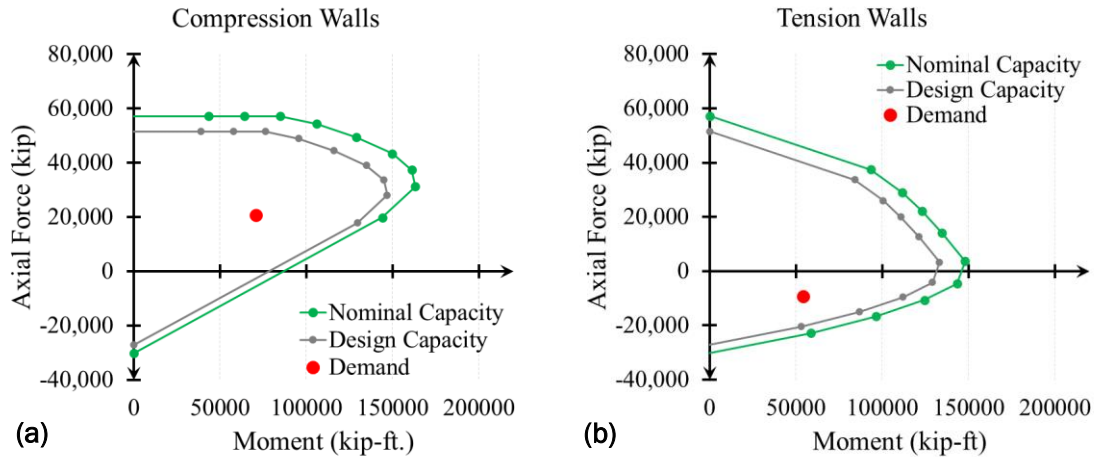 Compression Walls
80,000
60,000
40,000
20,000
0
-20,000
-40,000
Axial Force (kip)
Nominal Capacity
Design Capacity
Demand
0 50000 100000 150000 200000
Moment (kip-ft.)
(a)
Tension Walls
80,000
60,000
40,000
20,000
0
-20,000
-40,000
Axial Force (kip)
Nominal Capacity
Design Capacity
Demand
0 50000 100000 150000 200000
Moment (kip-ft)
(b)